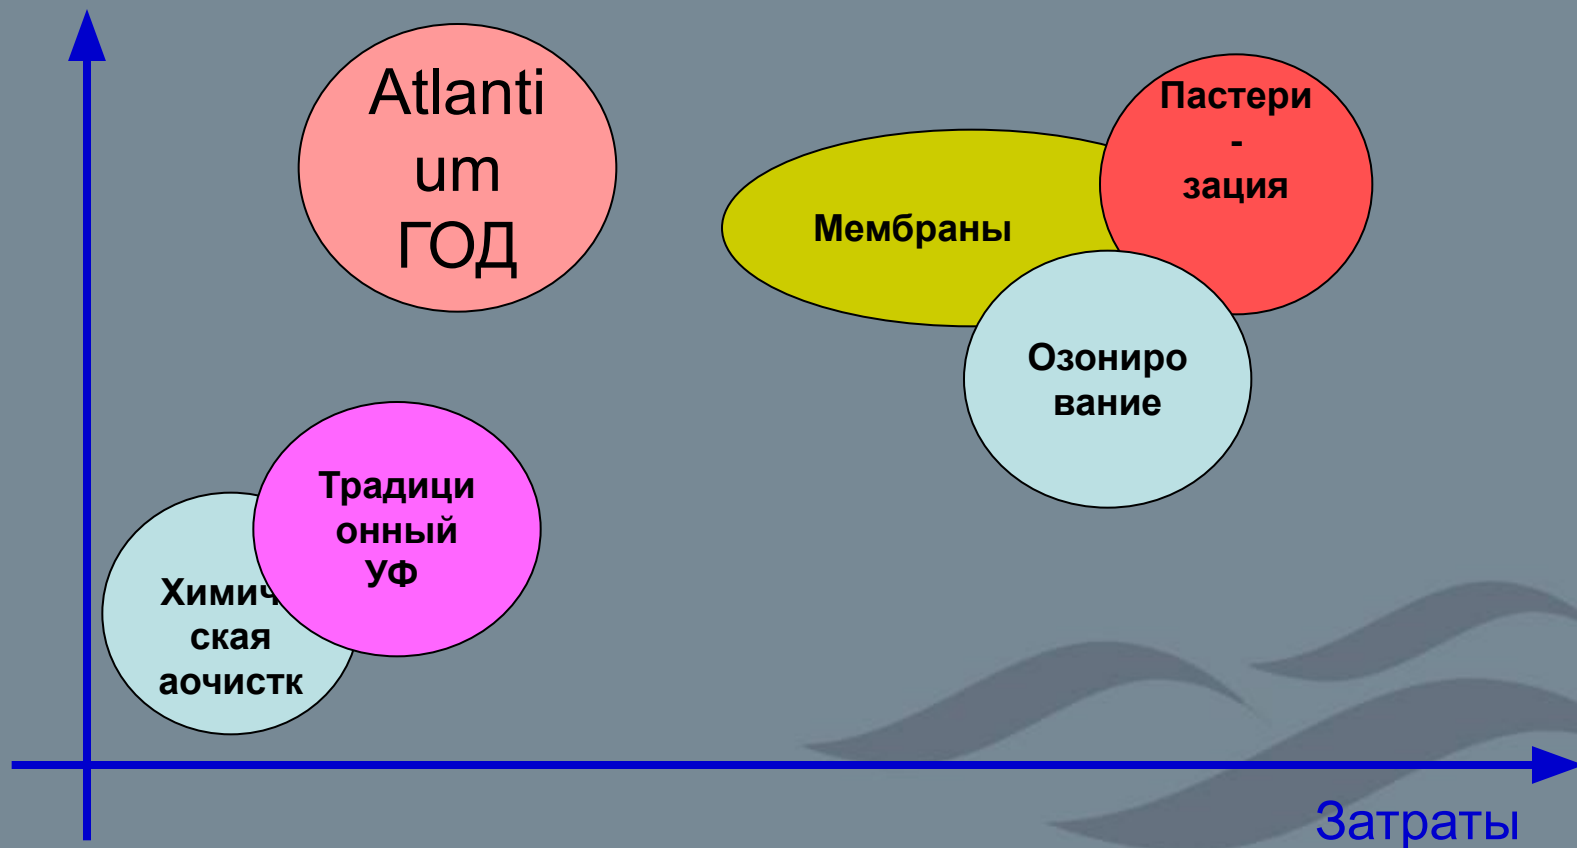 Atlanti
um
ГОД
Пастери
-
зация
Мембраны
Озониро
вание
Традици
онный
УФ
Химич
ская
аочистк
Затраты